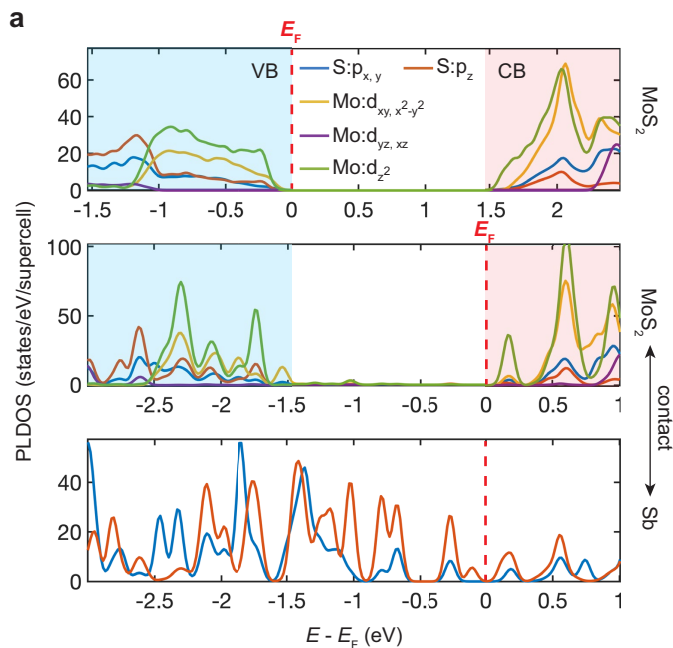 a
E_F
VB
S:p_x, y
S:p_z
CB
Mo:d_xy, x²-y²
Mo:d_yz, xz
Mo:d_z²
MoS₂
60
40
20
0
-1.5
-1
-0.5
0
0.5
1
1.5
2
E_F
100
50
0
MoS₂
-2.5
-2
-1.5
-1
-0.5
0
0.5
1
PLDOS (states/eV/supercell)
contact
Sb
40
20
0
-2.5
-2
-1.5
-1
-0.5
0
0.5
1
E - E_F (eV)